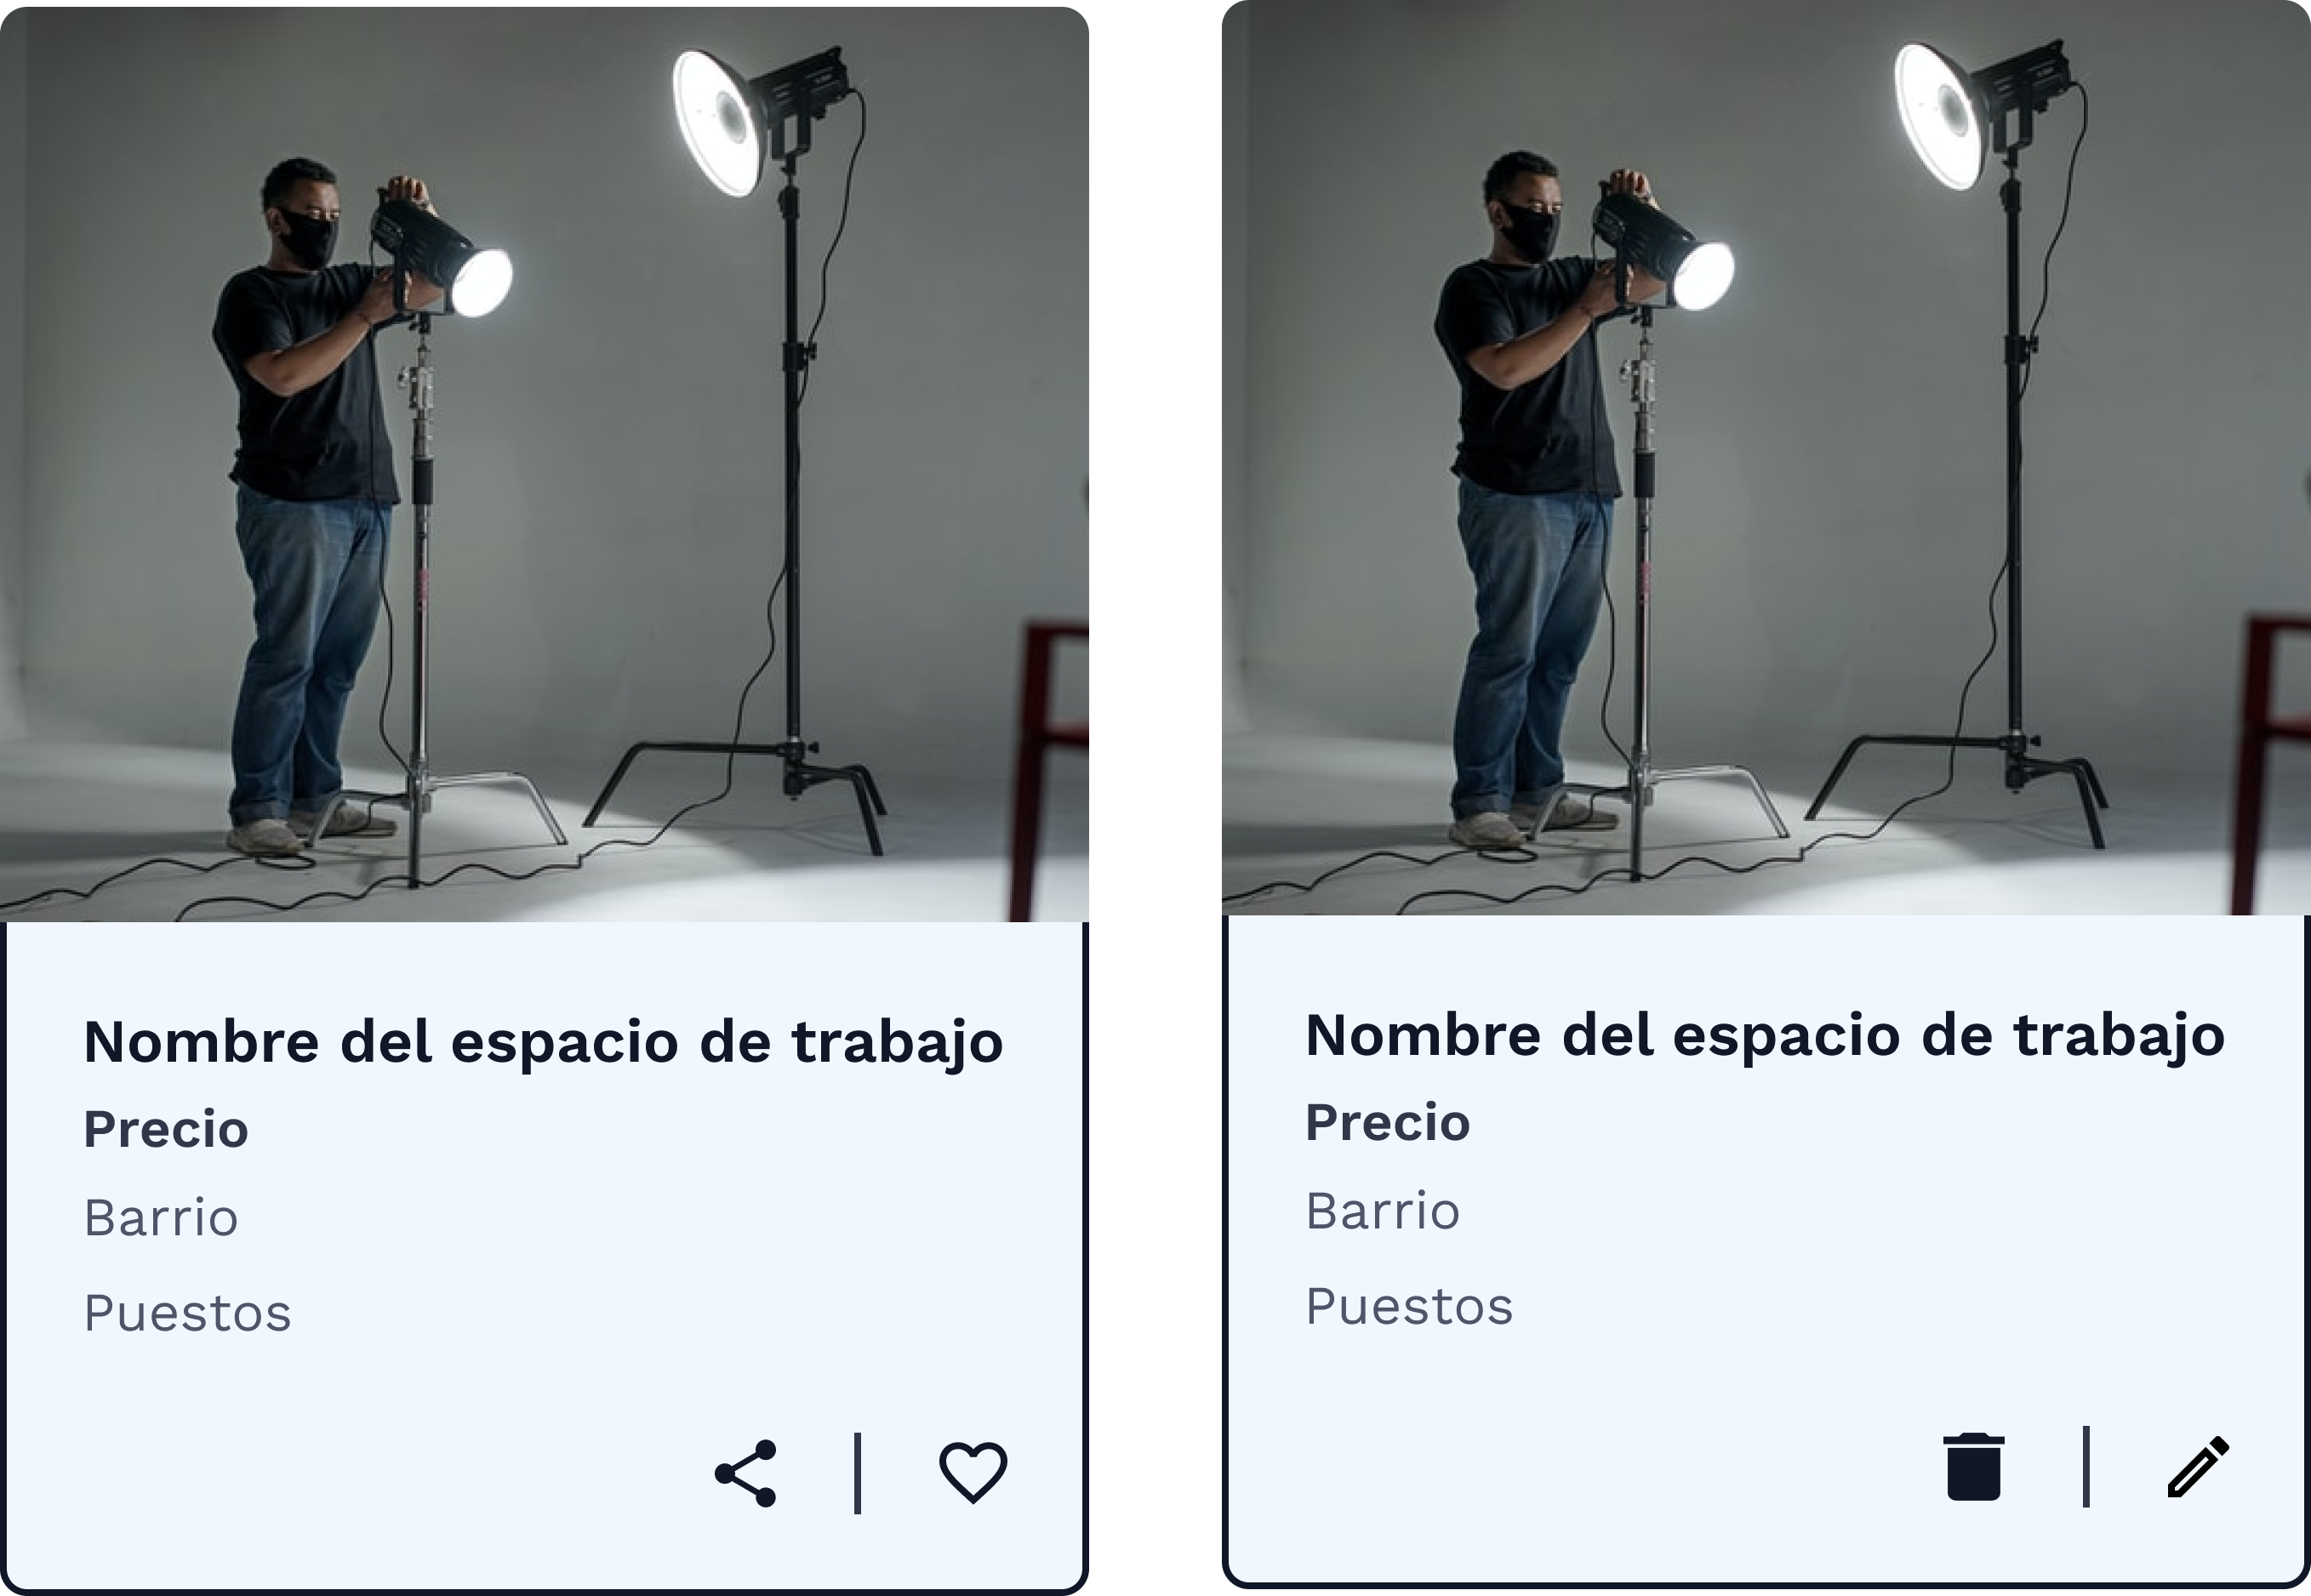 Nombre del espacio de trabajo
Precio
Barrio
Puestos
Nombre del espacio de trabajo
Precio
Barrio
Puestos